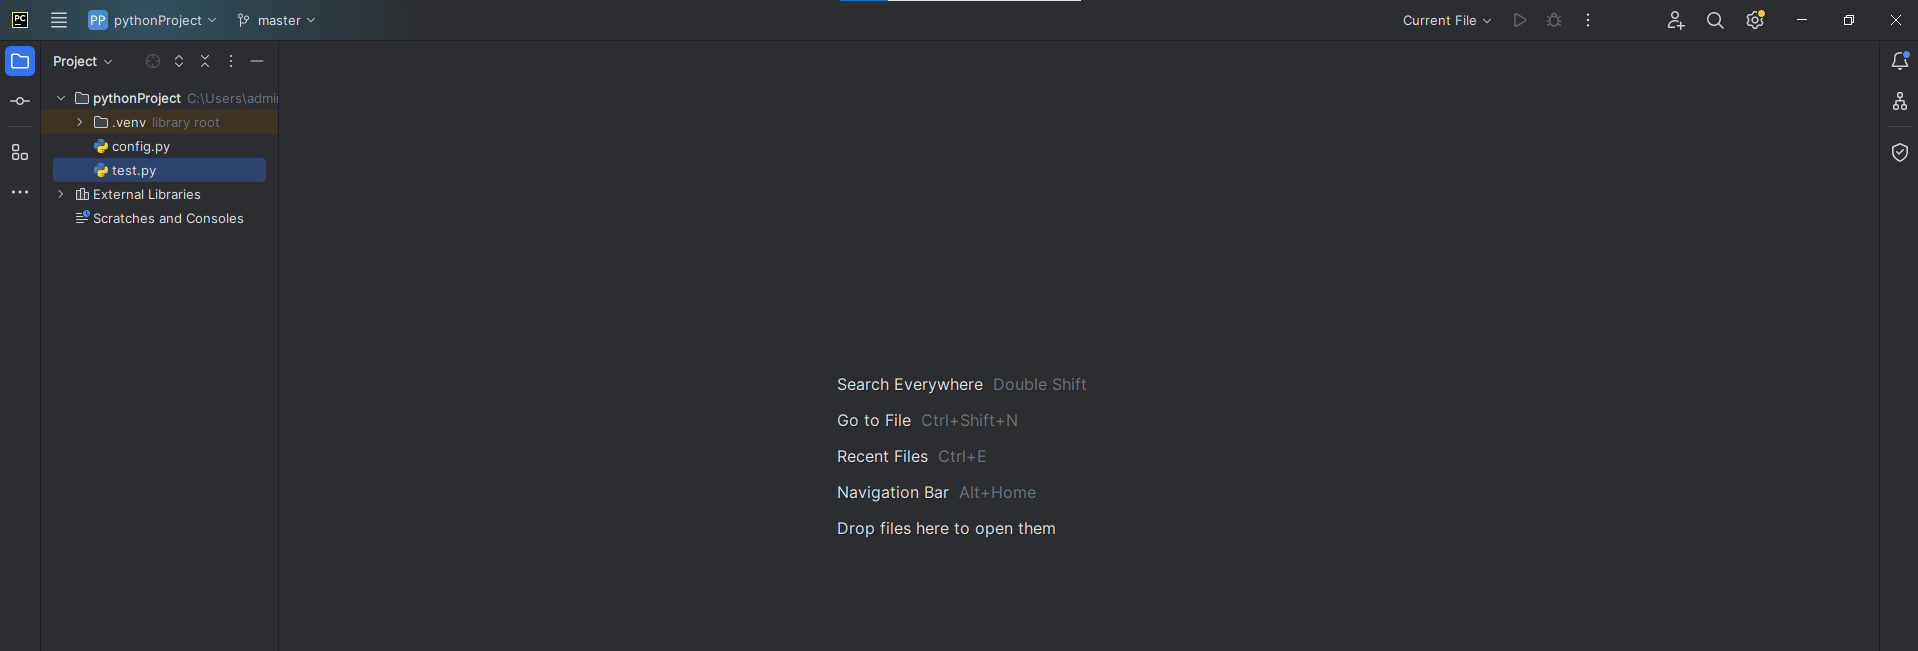 PC PP pythonProject master Current File
Project
pythonProject C:\Users\admin
.venv library root
config.py
test.py
External Libraries
Scratches and Consoles
Search Everywhere Double Shift
Go to File Ctrl+Shift+N
Recent Files Ctrl+E
Navigation Bar Alt+Home
Drop files here to open them